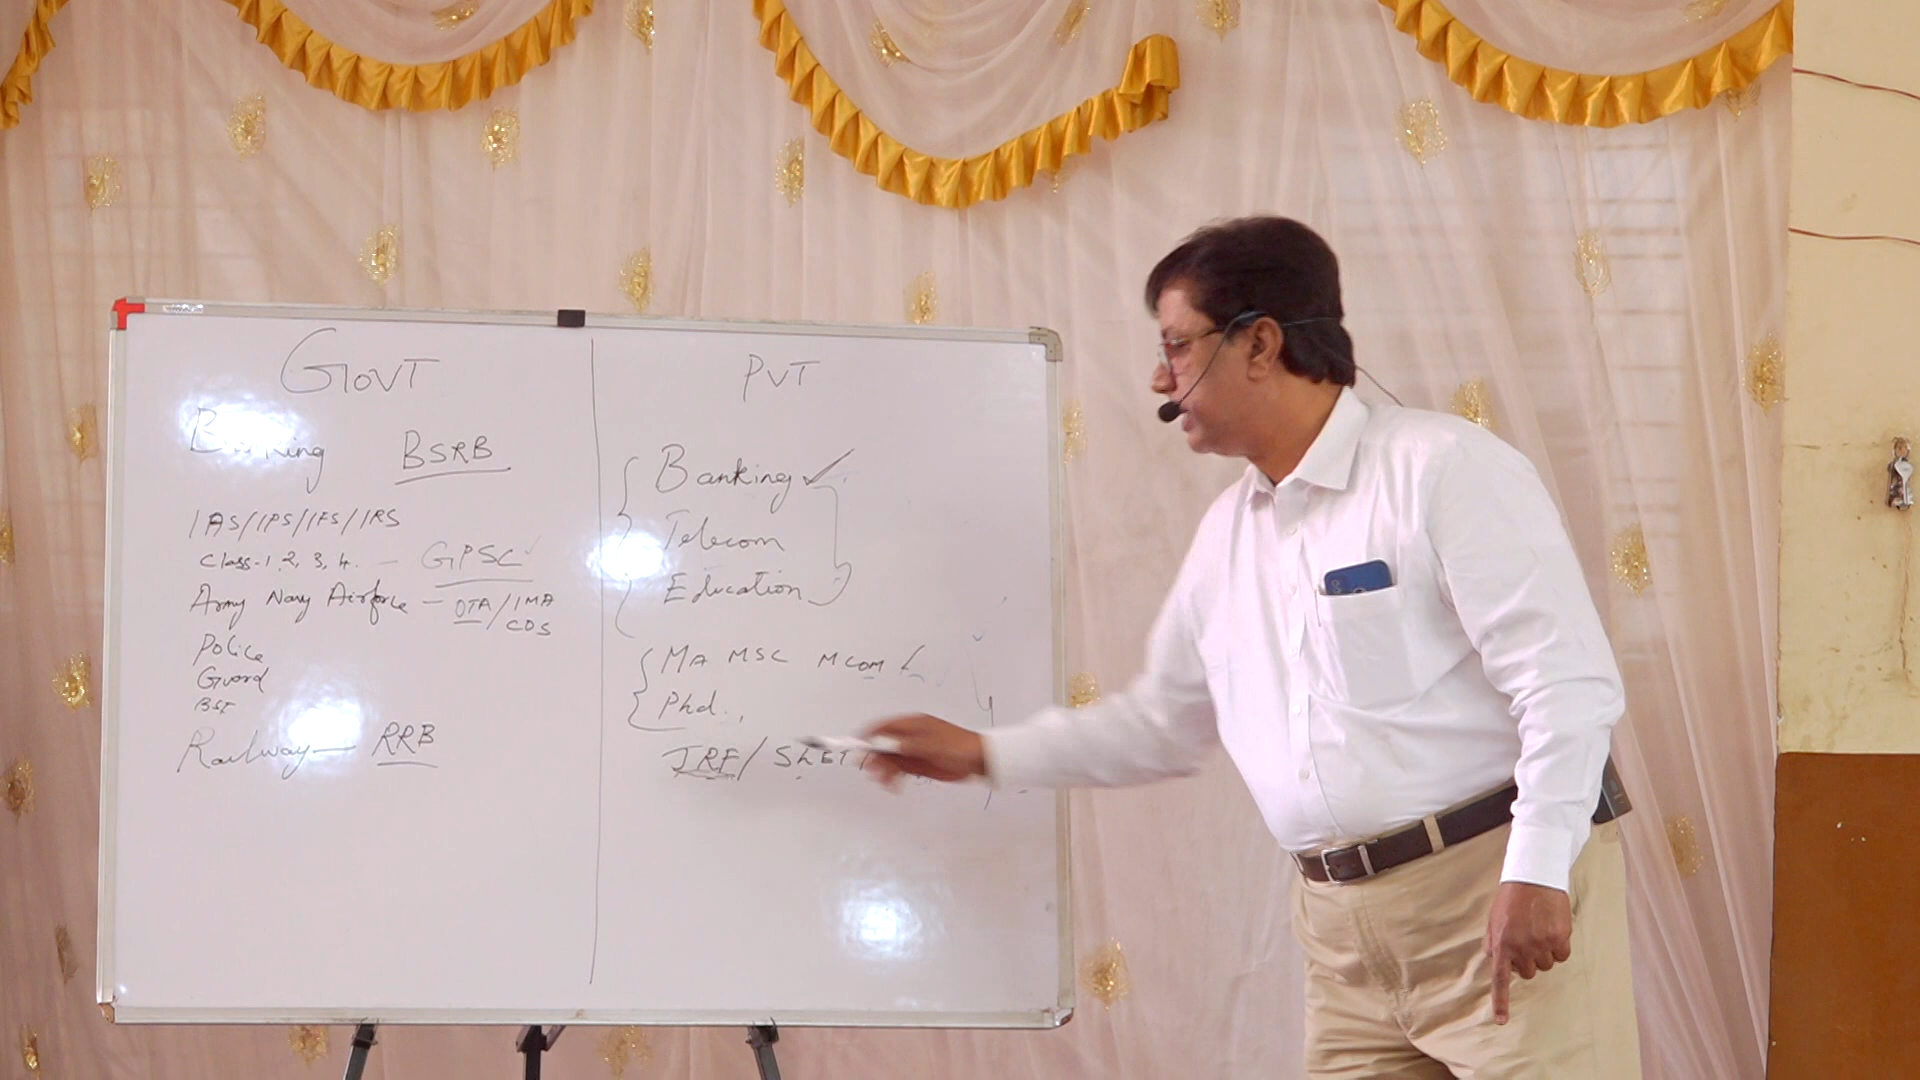 GOVT
Banking BSRB
IAS/IPS/IFS/IRS
Class-1, 2, 3, 4. - GPSC ✓
Army Navy Airforce - OTA/IMA
CDS
Police
Guard
BSF
Railway - RRB
PVT
Banking ✓
Telecom
Education
MA MSC MCOM
Phd.,
JRF/SLET/